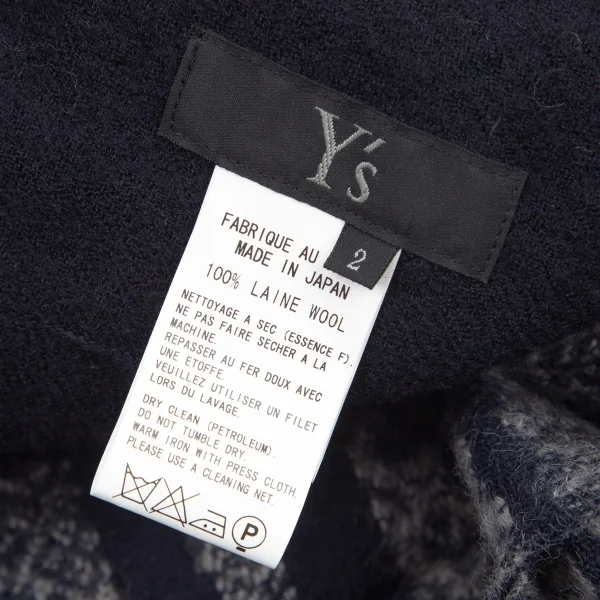 Y's
2
FABRIQUE AU
MADE IN JAPAN
100% LAINE WOOL
NETTOYAGE A SEC (ESSENCE F).
NE PAS FAIRE SECHER A LA
MACHINE.
REPASSER AU FER DOUX AVEC
UNE ETOFFE.
VEUILLEZ UTILISER UN FILET
LORS DU LAVAGE.
DRY CLEAN (PETROLEUM).
DO NOT TUMBLE DRY.
WARM IRON WITH PRESS CLOTH.
PLEASE USE A CLEANING NET.
P